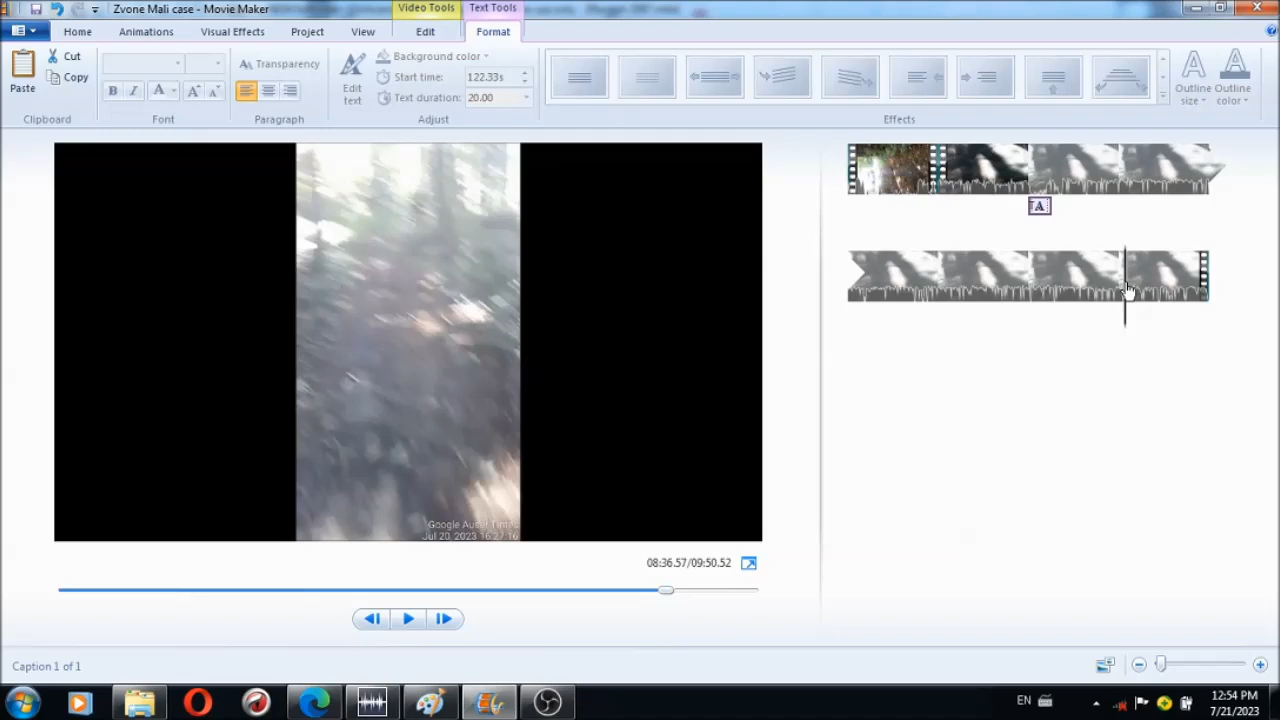 Zvone Mali case - Movie Maker
Video Tools
Text Tools
Home
Animations
Visual Effects
Project
View
Edit
Format
Paste
Cut
Copy
Clipboard
B I A A A
Font
Transparency
Paragraph
Edit text
Background color
Start time: 122.33s
Text duration: 20.00
Adjust
Effects
Outline size
Outline color
A
Jul 20, 2023 16:27:16
08:36.57/09:50.52
Caption 1 of 1
EN
12:54 PM
7/21/2023